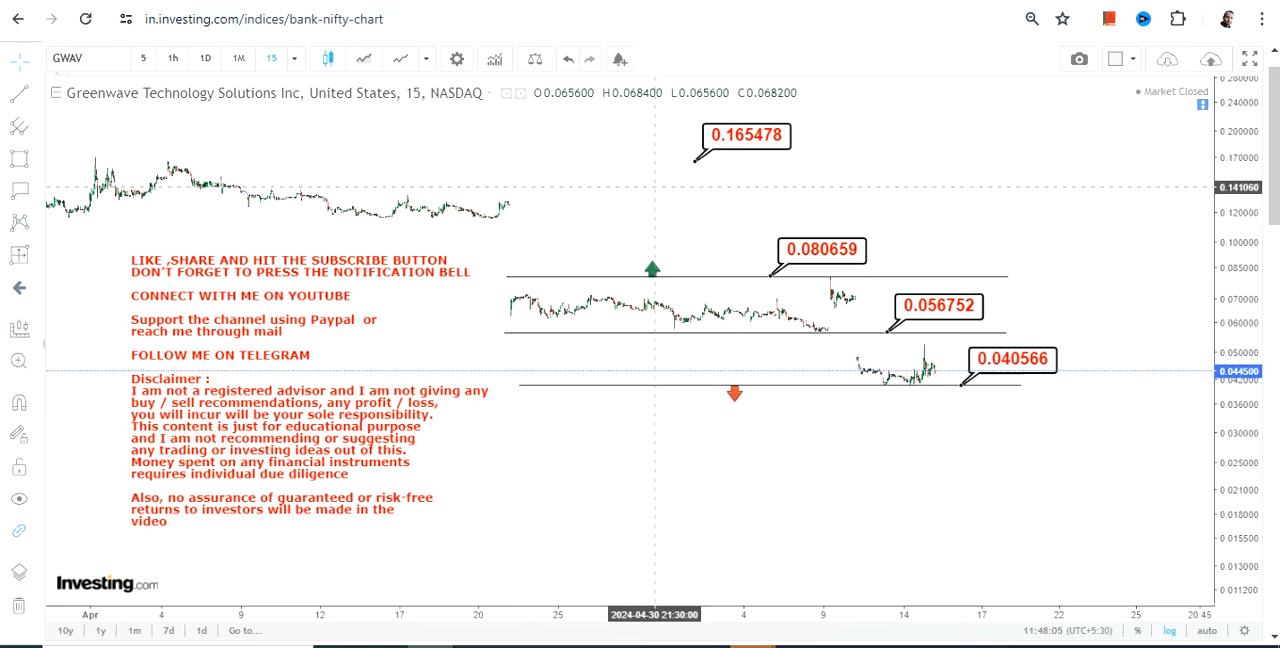 in.investing.com/indices/bank-nifty-chart
GWAV 5 1h 1D 1M 15
Greenwave Technology Solutions Inc, United States, 15, NASDAQ O0.065600 H0.068400 L0.065600 C0.068200
Market Closed
0.280000
0.240000
0.200000
0.170000
0.141060
0.120000
0.100000
0.085000
0.070000
0.060000
0.050000
0.044500
0.042000
0.036000
0.030000
0.025000
0.021000
0.018000
0.015500
0.013000
0.011200
0.165478
0.080659
0.056752
0.040566
LIKE ,SHARE AND HIT THE SUBSCRIBE BUTTON
DON'T FORGET TO PRESS THE NOTIFICATION BELL
CONNECT WITH ME ON YOUTUBE
Support the channel using Paypal or
reach me through mail
FOLLOW ME ON TELEGRAM
Disclaimer :
I am not a registered advisor and I am not giving any
buy / sell recommendations, any profit / loss,
you will incur will be your sole responsibility.
This content is just for educational purpose
and I am not recommending or suggesting
any trading or investing ideas out of this.
Money spent on any financial instruments
requires individual due diligence
Also, no assurance of guaranteed or risk-free
returns to investors will be made in the
video
Investing.com
Apr 4 9 12 17 20 25 2024-04-30 21:30:00 4 9 14 17 22 25 20:45
10y 1y 1m 7d 1d Go to... 11:48:05 (UTC+5:30) % log auto